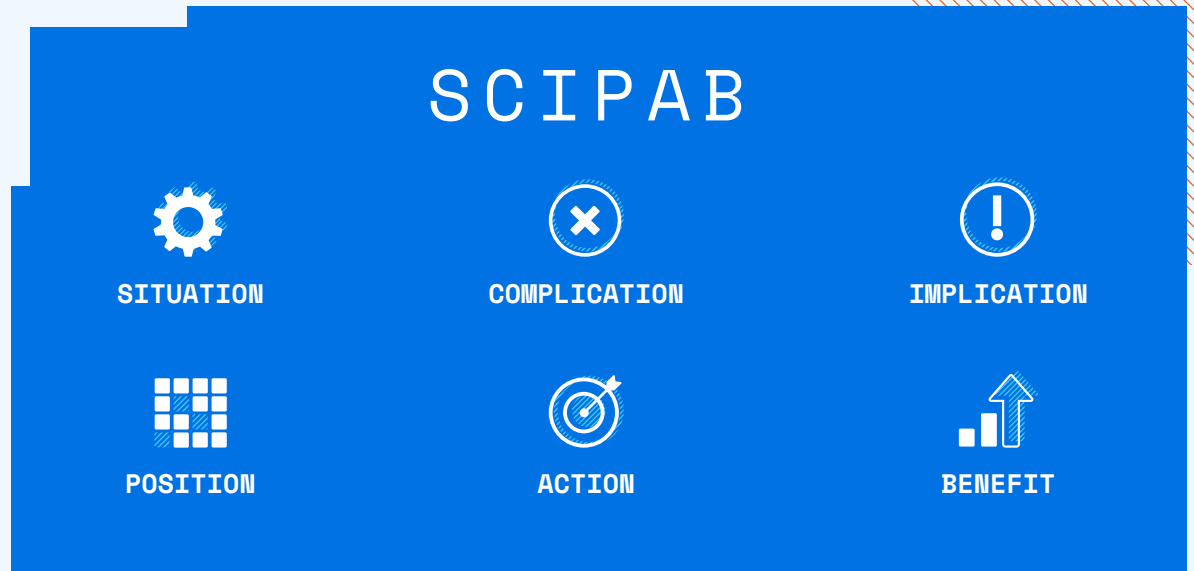 SCIPAB
SITUATION
COMPLICATION
IMPLICATION
POSITION
ACTION
BENEFIT